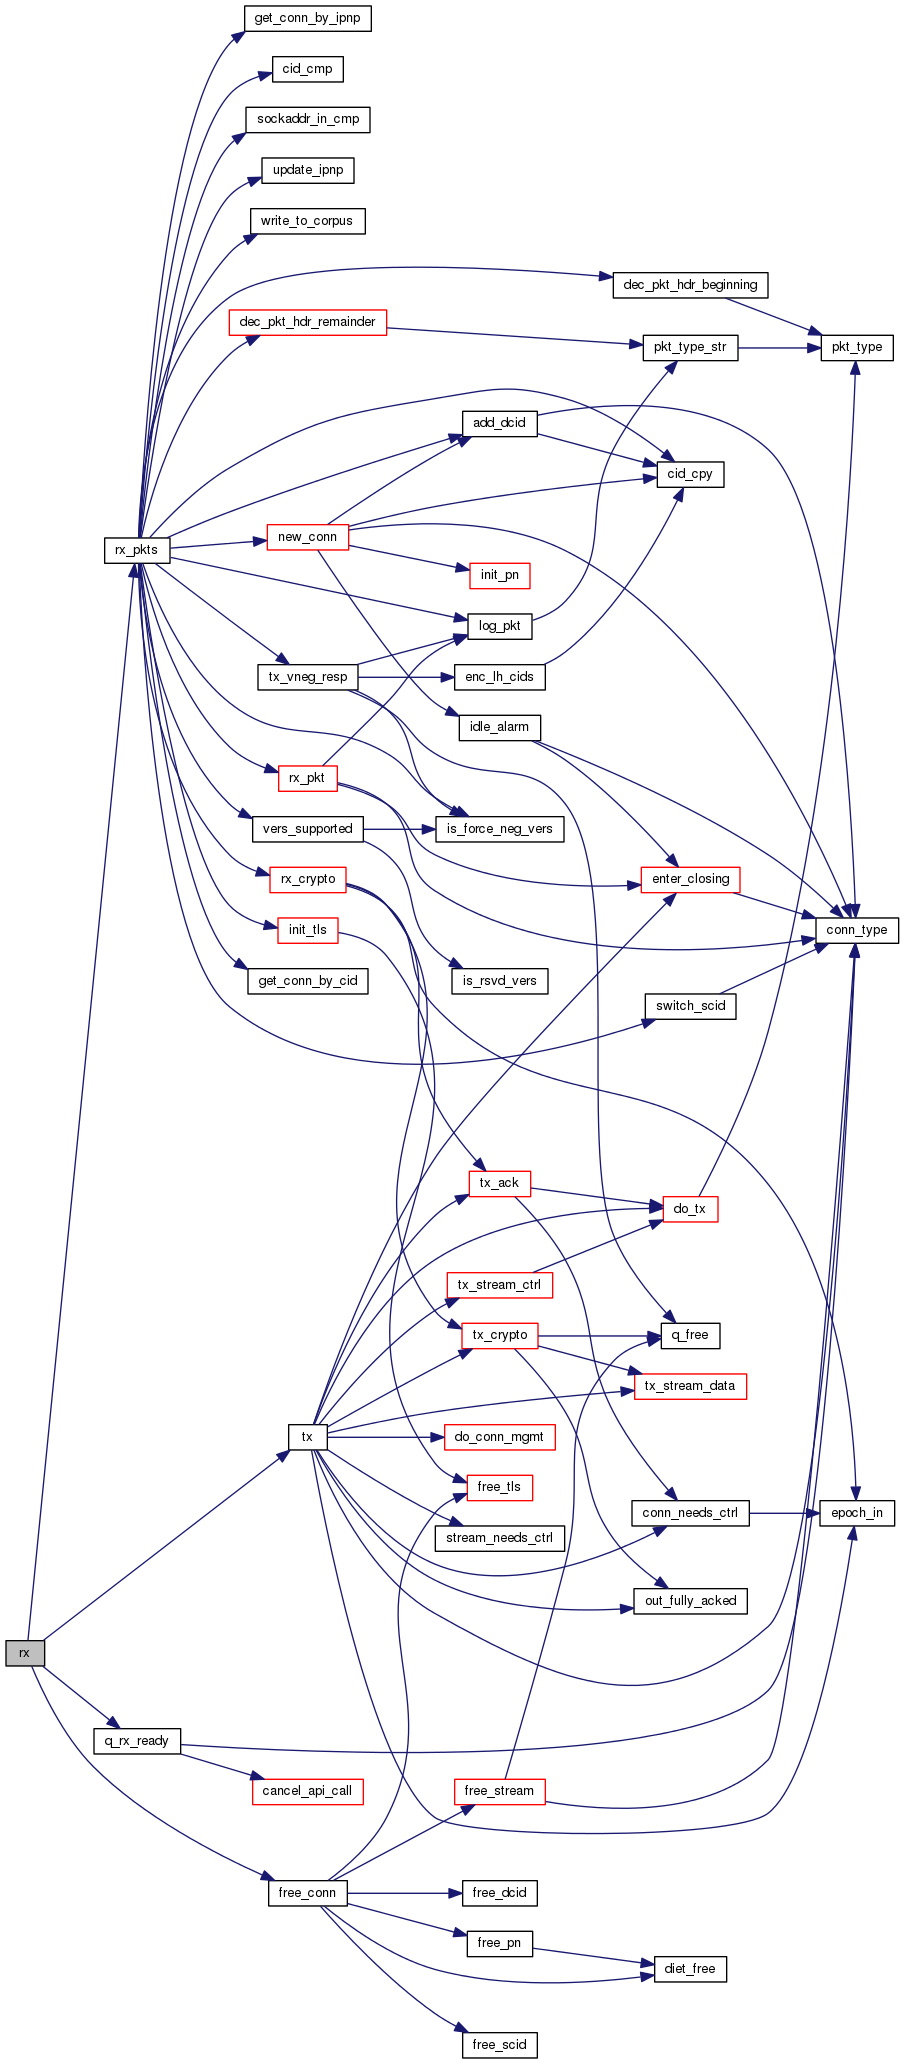 get_conn_by_ipnp
cid_cmp
sockaddr_in_cmp
update_ipnp
write_to_corpus
dec_pkt_hdr_beginning
dec_pkt_hdr_remainder
pkt_type_str
pkt_type
add_dcid
cid_cpy
rx_pkts
new_conn
init_pn
log_pkt
tx_vneg_resp
enc_lh_cids
idle_alarm
rx_pkt
vers_supported
is_force_neg_vers
rx_crypto
enter_closing
init_tls
conn_type
get_conn_by_cid
is_rsvd_vers
switch_scid
tx_ack
do_tx
tx_stream_ctrl
tx_crypto
q_free
tx_stream_data
tx
do_conn_mgmt
free_tls
stream_needs_ctrl
conn_needs_ctrl
epoch_in
out_fully_acked
rx
q_rx_ready
cancel_api_call
free_stream
free_conn
free_dcid
free_pn
diet_free
free_scid